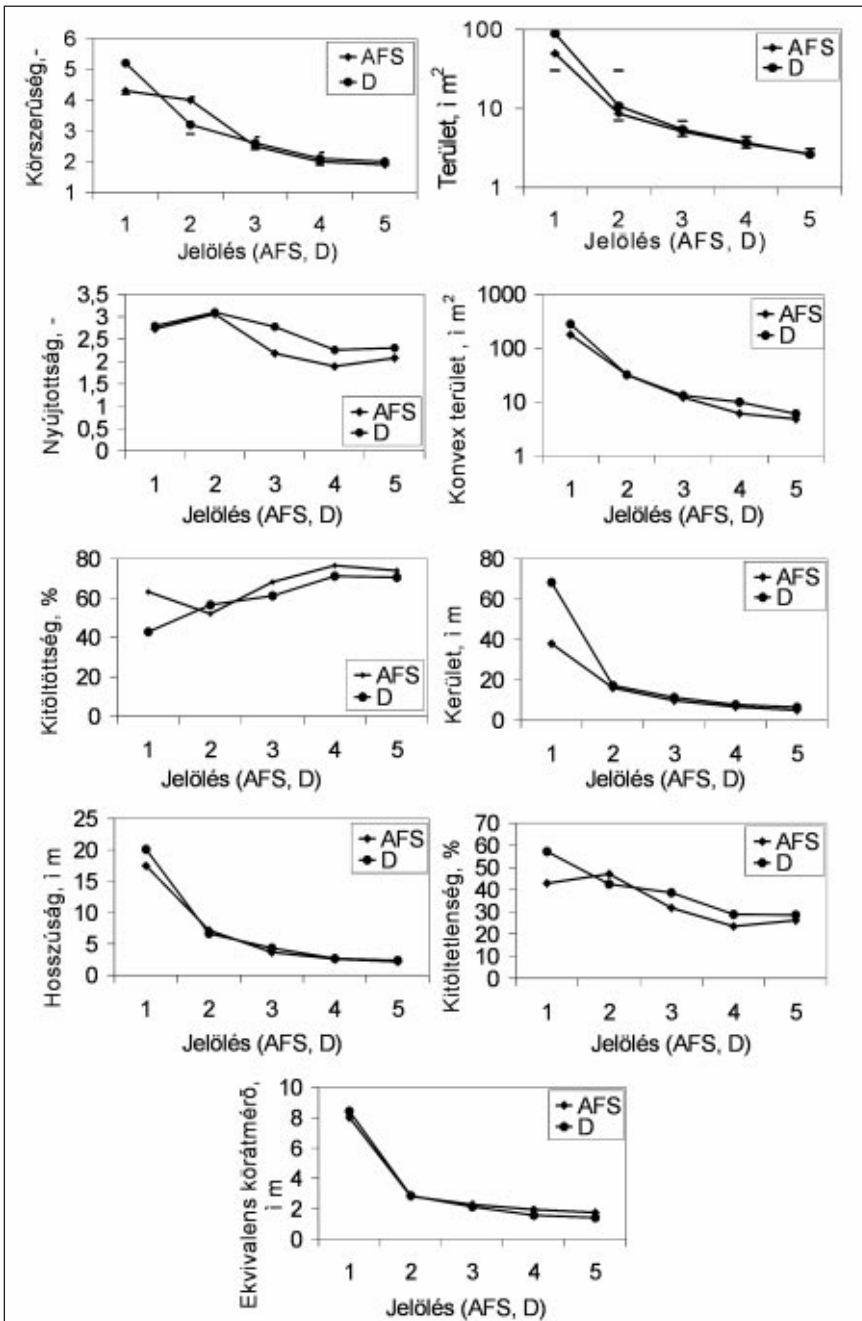 Körszerűség,-
6
5
4
3
2
1
AFS
D
1 2 3 4 5
Jelölés (AFS, D)
Terület, ì m²
100
10
1
AFS
D
1 2 3 4 5
Jelölés (AFS, D)
Nyújtottság, -
3,5
3
2,5
2
1,5
1
0,5
0
AFS
D
1 2 3 4 5
Jelölés (AFS, D)
Konvex terület , ì m²
1000
100
10
1
AFS
D
1 2 3 4 5
Jelölés (AFS, D)
Kitöltöttség, %
80
60
40
20
0
AFS
D
1 2 3 4 5
Jelölés (AFS, D)
Kerület, ì m
80
60
40
20
0
AFS
D
1 2 3 4 5
Jelölés (AFS, D)
Hosszúság, ì m
25
20
15
10
5
0
AFS
D
1 2 3 4 5
Jelölés (AFS, D)
Kitöltetlenség, %
70
60
50
40
30
20
10
0
AFS
D
1 2 3 4 5
Jelölés (AFS, D)
Ekvivalens körátmérő,
ì m
10
8
6
4
2
0
AFS
D
1 2 3 4 5
Jelölés (AFS, D)